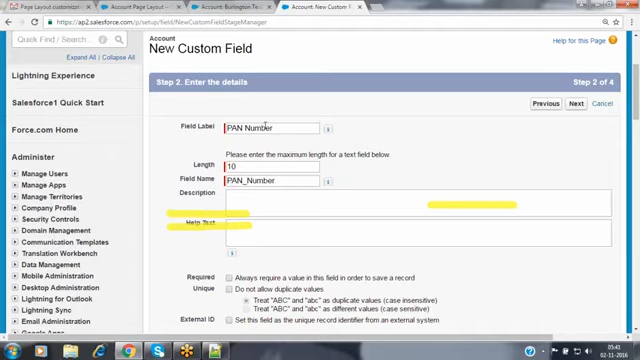 Page Layout customiza
Account Page Layout
Account: Burlington Te
Account: New Custom F
https://ap2.salesforce.com/p/setup/field/NewCustomFieldStageManager
Quick Find / Search...
Expand All | Collapse All
Lightning Experience
Salesforce1 Quick Start
Force.com Home
Administer
Manage Users
Manage Apps
Manage Territories
Company Profile
Security Controls
Domain Management
Communication Templates
Translation Workbench
Data Management
Mobile Administration
Lightning for Outlook
Lightning Sync
Email Administration
Account
New Custom Field
Help for this Page
Step 2. Enter the details
Step 2 of 4
Previous Next Cancel
Field Label PAN Number
Please enter the maximum length for a text field below
Length 10
Field Name PAN_Number
Description
Help Text
Required Always require a value in this field in order to save a record
Unique Do not allow duplicate values
Treat "ABC" and "abc" as duplicate values (case insensitive)
Treat "ABC" and "abc" as different values (case sensitive)
External ID Set this field as the unique record identifier from an external system
05:43
02-11-2016